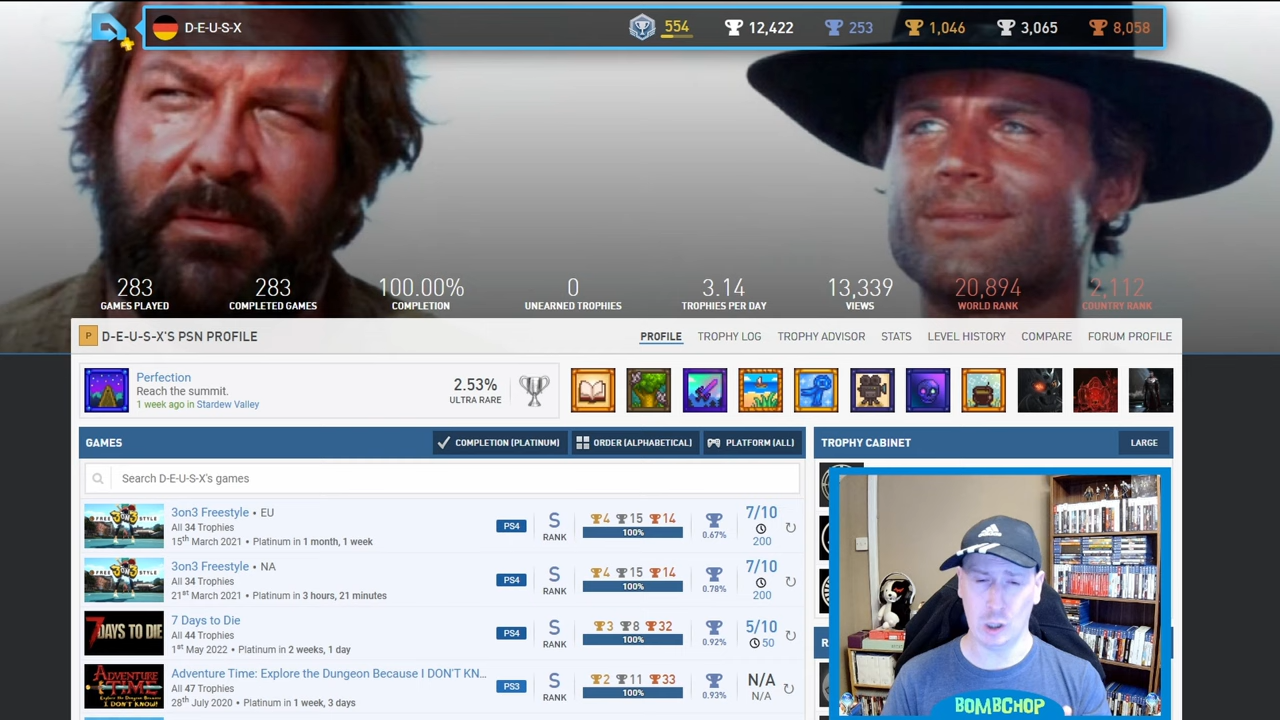 D-E-U-S-X
554
12,422
253
1,046
3,065
8,058
283
GAMES PLAYED
283
COMPLETED GAMES
100.00%
COMPLETION
0
UNEARNED TROPHIES
3.14
TROPHIES PER DAY
13,339
VIEWS
20,894
WORLD RANK
2,112
COUNTRY RANK
P
D-E-U-S-X'S PSN PROFILE
PROFILE
TROPHY LOG
TROPHY ADVISOR
STATS
LEVEL HISTORY
COMPARE
FORUM PROFILE
Perfection
Reach the summit.
1 week ago in Stardew Valley
2.53%
ULTRA RARE
GAMES
COMPLETION (PLATINUM)
ORDER (ALPHABETICAL)
PLATFORM (ALL)
TROPHY CABINET
LARGE
Search D-E-U-S-X's games
3on3 Freestyle • EU
All 34 Trophies
15th March 2021 • Platinum in 1 month, 1 week
PS4
S
RANK
4 15 14
100%
0.67%
7/10
200
3on3 Freestyle • NA
All 34 Trophies
21st March 2021 • Platinum in 3 hours, 21 minutes
PS4
S
RANK
4 15 14
100%
0.78%
7/10
200
7 DAYS TO DIE
7 Days to Die
All 44 Trophies
1st May 2022 • Platinum in 2 weeks, 1 day
PS4
S
RANK
3 8 32
100%
0.92%
5/10
50
ADVENTURE TIME
I DON'T KNOW!
Adventure Time: Explore the Dungeon Because I DON'T KN...
All 47 Trophies
28th July 2020 • Platinum in 1 week, 3 days
PS3
S
RANK
2 11 33
100%
0.93%
N/A
N/A
BOMBCHOP